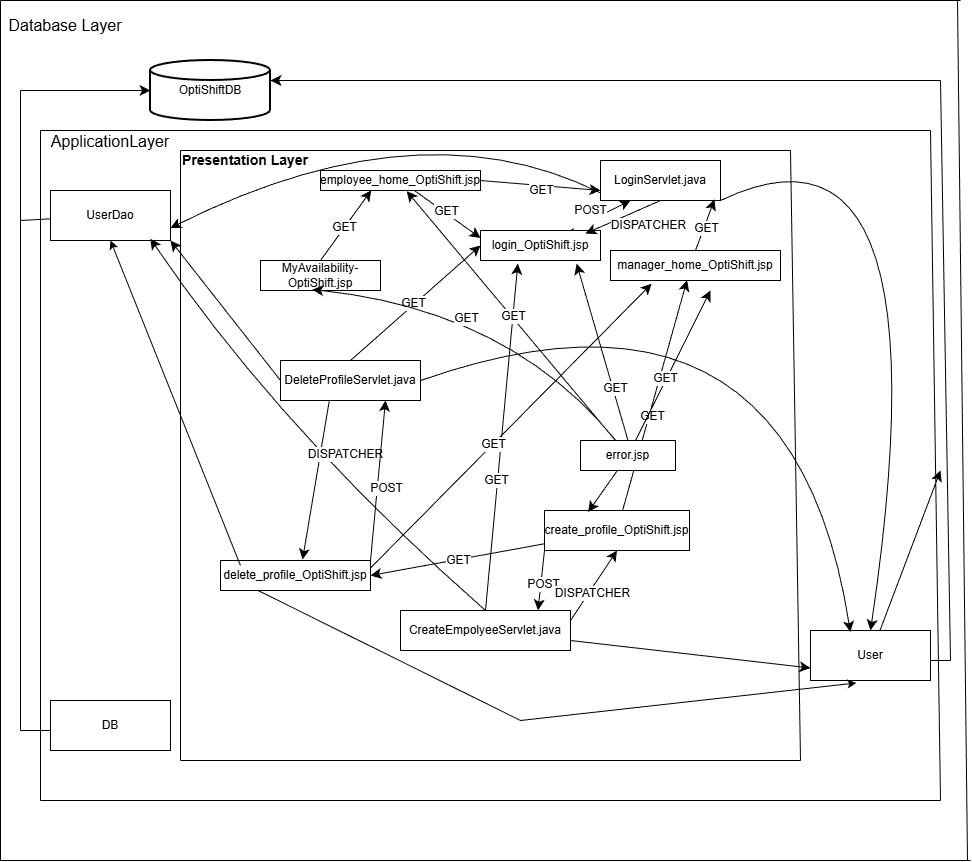 Database Layer
OptiShiftDB
ApplicationLayer
Presentation Layer
employee_home_OptiShift.jsp
LoginServlet.java
GET
UserDao
GET
POST
DISPATCHER
GET
GET
login_OptiShift.jsp
MyAvailability-
OptiShift.jsp
manager_home_OptiShift.jsp
GET
GET
GET
DeleteProfileServlet.java
GET
GET
GET
GET
DISPATCHER
error.jsp
GET
POST
create_profile_OptiShift.jsp
GET
delete_profile_OptiShift.jsp
POST
DISPATCHER
CreateEmpolyeeServlet.java
User
DB